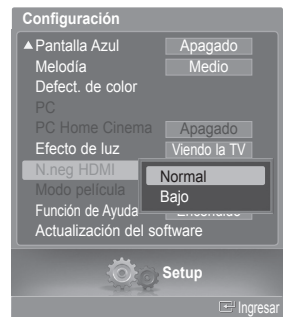 Configuración
▲Pantalla Azul Apagado
Melodía Medio
Defect. de color
PC
PC Home Cinema Apagado
Efecto de luz Viendo la TV
N.neg HDMI Normal
Modo película Bajo
Función de Ayuda Encendido
Actualización del software
Setup
Ingresar